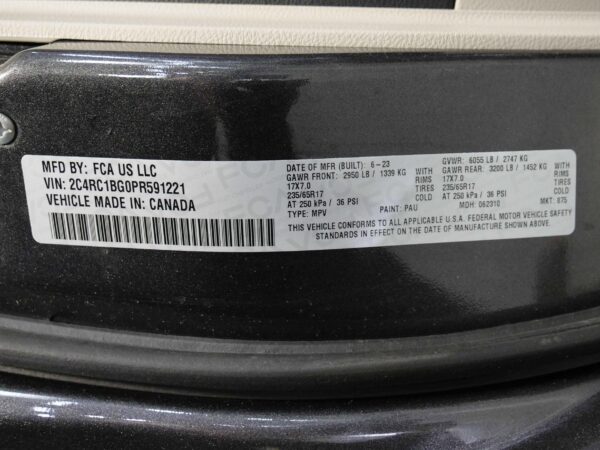 MFD BY: FCA US LLC
VIN: 2C4RC1BG0PR591221
VEHICLE MADE IN: CANADA
DATE OF MFR (BUILT): 6-23
GAWR FRONT: 2950 LB / 1339 KG
17X7.0
235/65R17
AT 250 kPa / 36 PSI
TYPE: MPV
RIMS
TIRES
COLD
PAINT: PAU
GVWR: 6055 LB / 2747 KG
GAWR REAR: 3200 LB / 1452 KG
17X7.0
235/65R17
AT 250 kPa / 36 PSI
MDH: 062310
RIMS
TIRES
COLD
MKT: 875
THIS VEHICLE CONFORMS TO ALL APPLICABLE U.S.A. FEDERAL MOTOR VEHICLE SAFETY
STANDARDS IN EFFECT ON THE DATE OF MANUFACTURE SHOWN ABOVE.